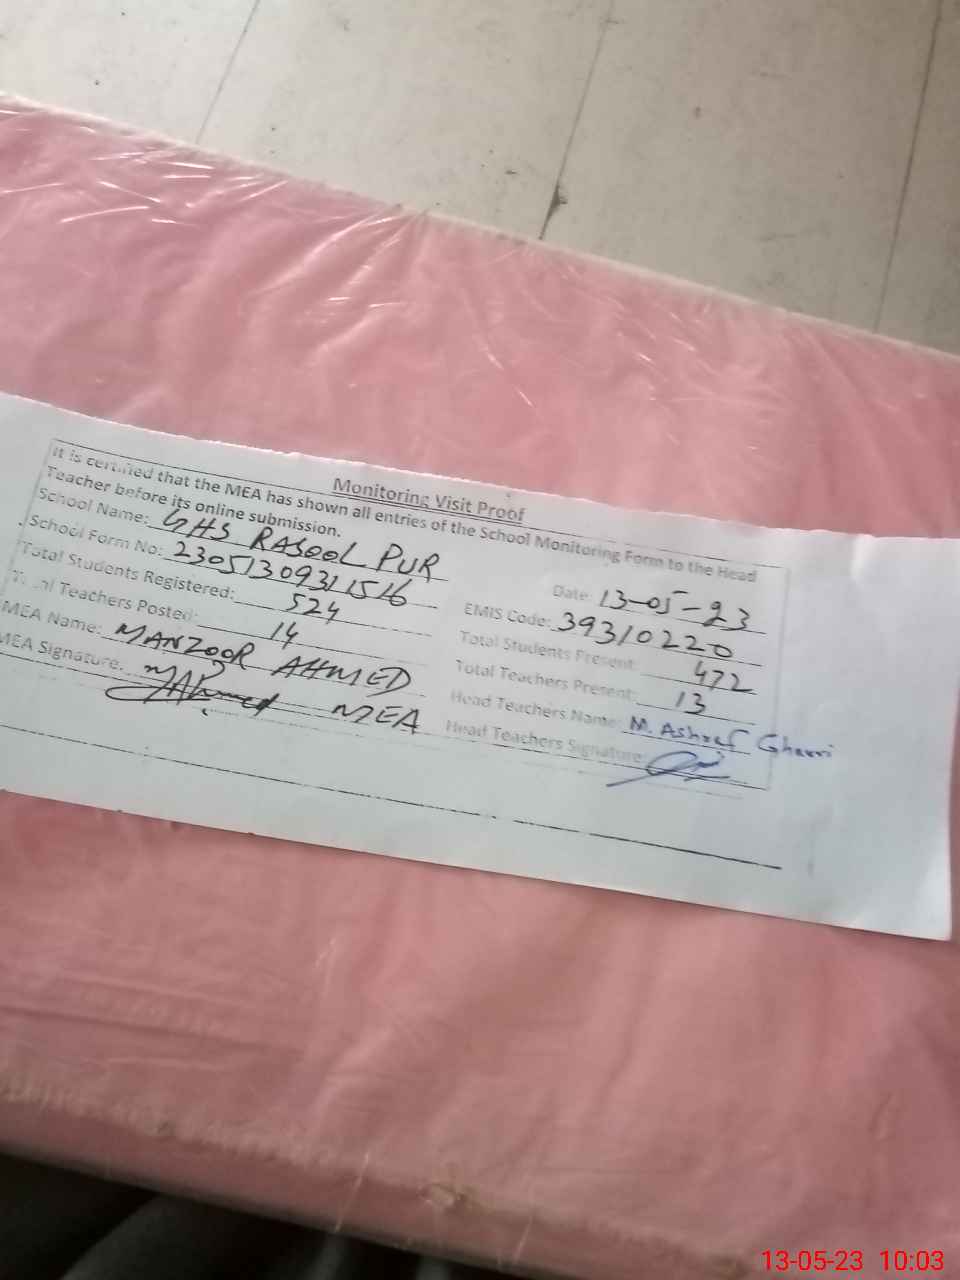 Monitoring Visit Proof
It is certified that the MEA has shown all entries of the School Monitoring Form to the Head
Teacher before its online submission.
School Name: GHS RASOOL PUR
Date: 13-05-23
School Form No: 23051309311516
EMIS Code: 39310220
Total Students Registered: 524
Total Students Present: 472
Total Teachers Posted: 14
Total Teachers Present: 13
MEA Name: MANZOOR AHMED
Head Teachers Name: M. Ashraf
MEA Signature. MAhmed MEA
Head Teachers Signature:
13-05-23 10:03